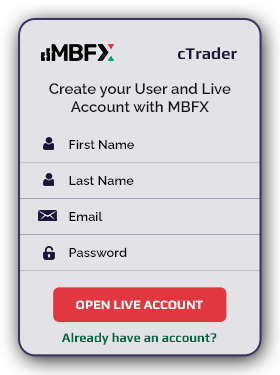 MBFX
cTrader
Create your User and Live
Account with MBFX
First Name
Last Name
Email
Password
OPEN LIVE ACCOUNT
Already have an account?